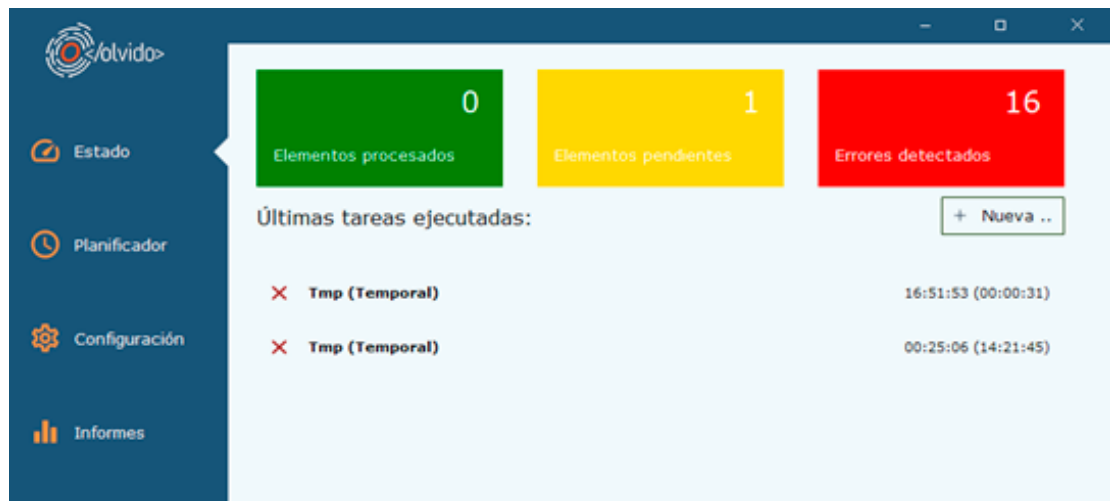 </olvido>
Estado
Planificador
Configuración
Informes
0
Elementos procesados
1
Elementos pendientes
16
Errores detectados
Últimas tareas ejecutadas:
+ Nueva ..
Tmp (Temporal) 16:51:53 (00:00:31)
Tmp (Temporal) 00:25:06 (14:21:45)